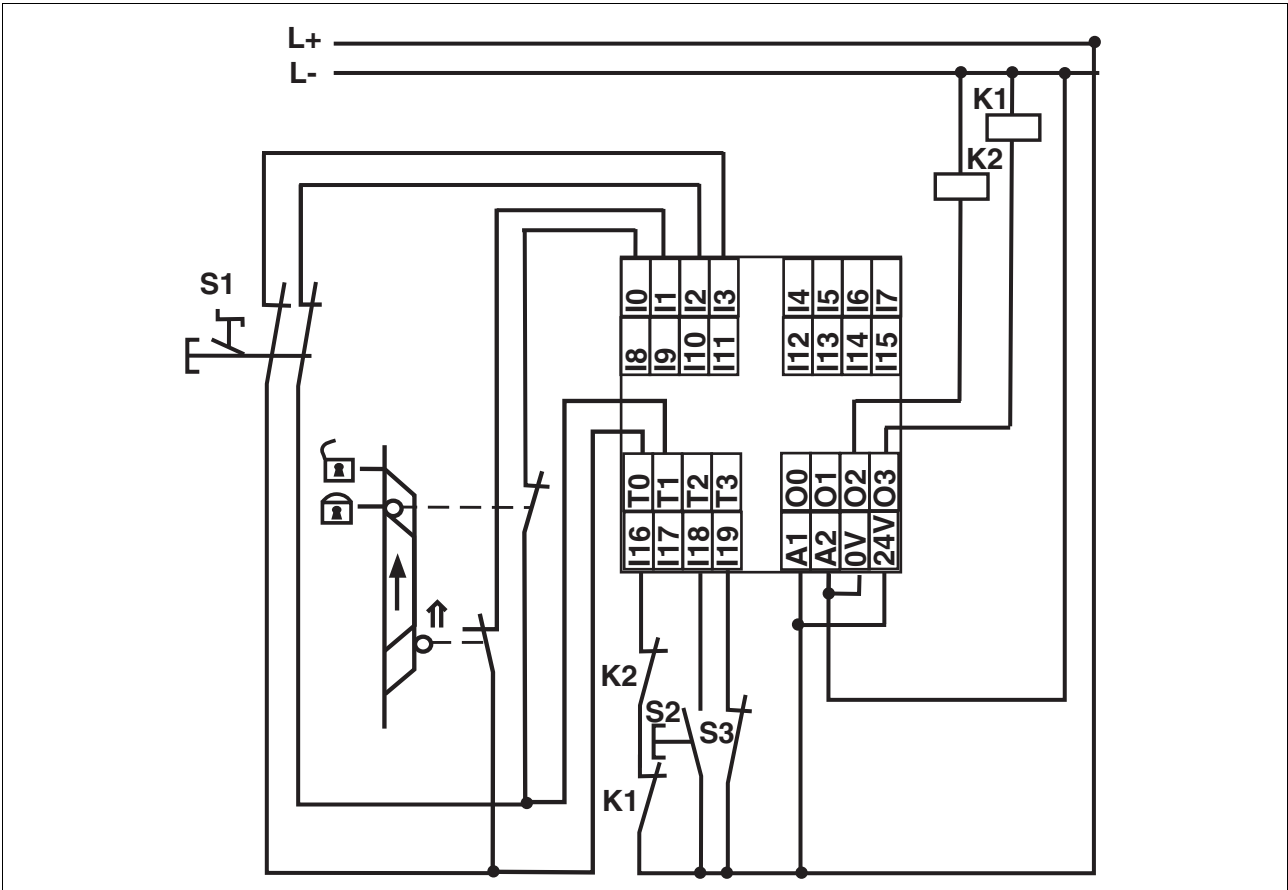 L+
L-
K1
K2
S1
I0 I1 I2 I3 I4 I5 I6 I7
I8 I9 I10 I11 I12 I13 I14 I15
T0 T1 T2 T3 O0 O1 O2 O3
I16 I17 I18 I19 A1 A2 0V 24V
K2
S2
S3
K1